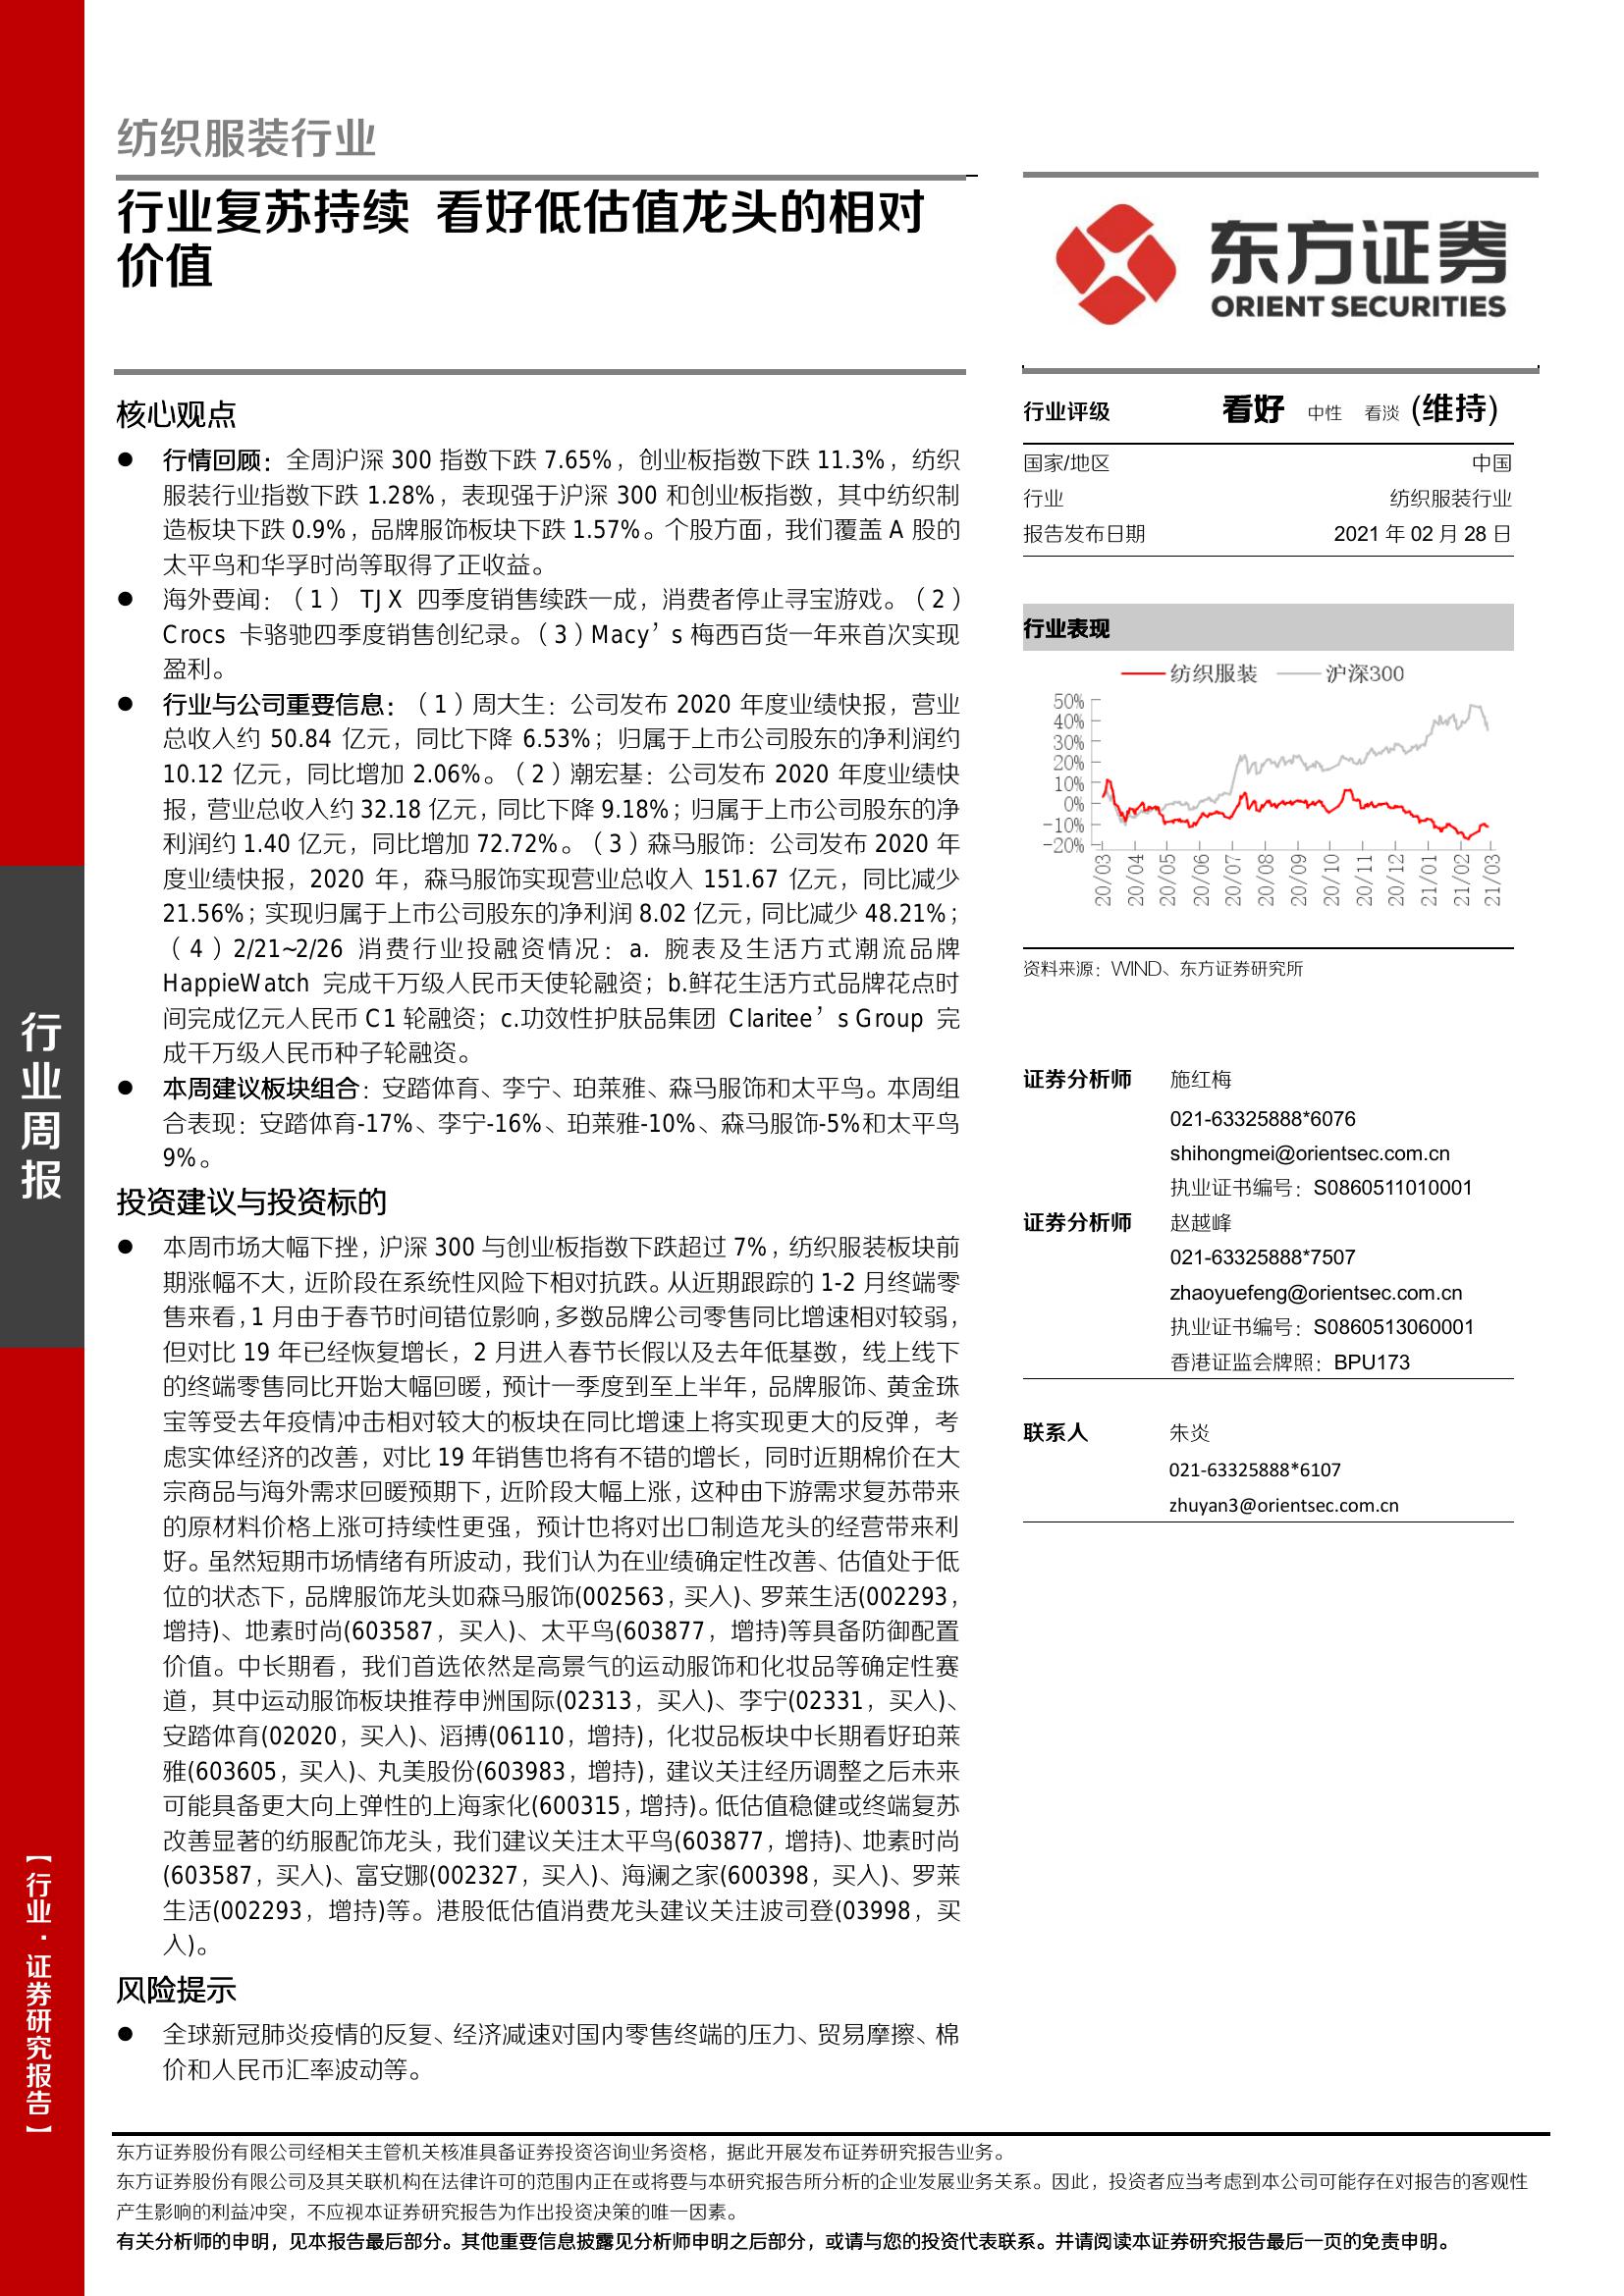 纺织服装行业
行业复苏持续 看好低估值龙头的相对
价值
东方证券
ORIENT SECURITIES
核心观点
● 行情回顾：全周沪深 300 指数下跌 7.65%，创业板指数下跌 11.3%，纺织
服装行业指数下跌 1.28%，表现强于沪深 300 和创业板指数，其中纺织制
造板块下跌 0.9%，品牌服饰板块下跌 1.57%。个股方面，我们覆盖 A 股的
太平鸟和华孚时尚等取得了正收益。
● 海外要闻：（1） TJX 四季度销售续跌一成，消费者停止寻宝游戏。（2）
Crocs 卡骆驰四季度销售创纪录。（3）Macy’s 梅西百货一年来首次实现
盈利。
● 行业与公司重要信息：（1）周大生：公司发布 2020 年度业绩快报，营业
总收入约 50.84 亿元，同比下降 6.53%；归属于上市公司股东的净利润约
10.12 亿元，同比增加 2.06%。（2）潮宏基：公司发布 2020 年度业绩快
报，营业总收入约 32.18 亿元，同比下降 9.18%；归属于上市公司股东的净
利润约 1.40 亿元，同比增加 72.72%。（3）森马服饰：公司发布 2020 年
度业绩快报，2020 年，森马服饰实现营业总收入 151.67 亿元，同比减少
21.56%；实现归属于上市公司股东的净利润 8.02 亿元，同比减少 48.21%；
（4）2/21~2/26 消费行业投融资情况：a. 腕表及生活方式潮流品牌
HappieWatch 完成千万级人民币天使轮融资；b.鲜花生活方式品牌花点时
间完成亿元人民币 C1 轮融资；c.功效性护肤品集团 Claritee’s Group 完
成千万级人民币种子轮融资。
● 本周建议板块组合：安踏体育、李宁、珀莱雅、森马服饰和太平鸟。本周组
合表现：安踏体育-17%、李宁-16%、珀莱雅-10%、森马服饰-5%和太平鸟
9%。
投资建议与投资标的
● 本周市场大幅下挫，沪深 300 与创业板指数下跌超过 7%，纺织服装板块前
期涨幅不大，近阶段在系统性风险下相对抗跌。从近期跟踪的 1-2 月终端零
售来看，1 月由于春节时间错位影响，多数品牌公司零售同比增速相对较弱，
但对比 19 年已经恢复增长，2 月进入春节长假以及去年低基数，线上线下
的终端零售同比开始大幅回暖，预计一季度到至上半年，品牌服饰、黄金珠
宝等受去年疫情冲击相对较大的板块在同比增速上将实现更大的反弹，考
虑实体经济的改善，对比 19 年销售也将有不错的增长，同时近期棉价在大
宗商品与海外需求回暖预期下，近阶段大幅上涨，这种由下游需求复苏带来
的原材料价格上涨可持续性更强，预计也将对出口制造龙头的经营带来利
好。虽然短期市场情绪有所波动，我们认为在业绩确定性改善、估值处于低
位的状态下，品牌服饰龙头如森马服饰(002563，买入)、罗莱生活(002293，
增持)、地素时尚(603587，买入)、太平鸟(603877，增持)等具备防御配置
价值。中长期看，我们首选依然是高景气的运动服饰和化妆品等确定性赛
道，其中运动服饰板块推荐申洲国际(02313，买入)、李宁(02331，买入)、
安踏体育(02020，买入)、滔搏(06110，增持)，化妆品板块中长期看好珀莱
雅(603605，买入)、丸美股份(603983，增持)，建议关注经历调整之后未来
可能具备更大向上弹性的上海家化(600315，增持)。低估值稳健或终端复苏
改善显著的纺服配饰龙头，我们建议关注太平鸟(603877，增持)、地素时尚
(603587，买入)、富安娜(002327，买入)、海澜之家(600398，买入)、罗莱
生活(002293，增持)等。港股低估值消费龙头建议关注波司登(03998，买
入)。
风险提示
● 全球新冠肺炎疫情的反复、经济减速对国内零售终端的压力、贸易摩擦、棉
价和人民币汇率波动等。
行业评级 看好 中性 看淡 (维持)
国家/地区 中国
行业 纺织服装行业
报告发布日期 2021 年 02 月 28 日
行业表现
纺织服装 沪深300
50%
40%
30%
20%
10%
0%
-10%
-20%
20/03 20/04 20/05 20/06 20/07 20/08 20/09 20/10 20/11 20/12 21/01 21/02 21/03
资料来源：WIND、东方证券研究所
证券分析师 施红梅
021-63325888*6076
shihongmei@orientsec.com.cn
执业证书编号：S0860511010001
证券分析师 赵越峰
021-63325888*7507
zhaoyuefeng@orientsec.com.cn
执业证书编号：S0860513060001
香港证监会牌照：BPU173
联系人 朱炎
021-63325888*6107
zhuyan3@orientsec.com.cn
行业周报
【行业·证券研究报告】
东方证券股份有限公司经相关主管机关核准具备证券投资咨询业务资格，据此开展发布证券研究报告业务。
东方证券股份有限公司及其关联机构在法律许可的范围内正在或将要与本研究报告所分析的企业发展业务关系。因此，投资者应当考虑到本公司可能存在对报告的客观性
产生影响的利益冲突，不应视本证券研究报告为作出投资决策的唯一因素。
有关分析师的申明，见本报告最后部分。其他重要信息披露见分析师申明之后部分，或请与您的投资代表联系。并请阅读本证券研究报告最后一页的免责申明。